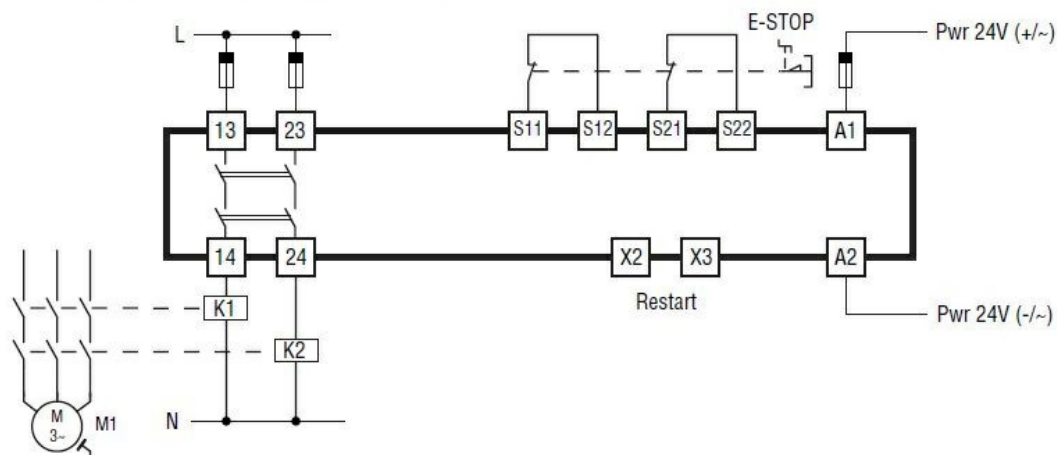 E-STOP
L
Pwr 24V (+/~)
13
23
S11
S12
S21
S22
A1
14
24
X2
X3
A2
Restart
K1
K2
Pwr 24V (-/~)
M
3~
M1
N